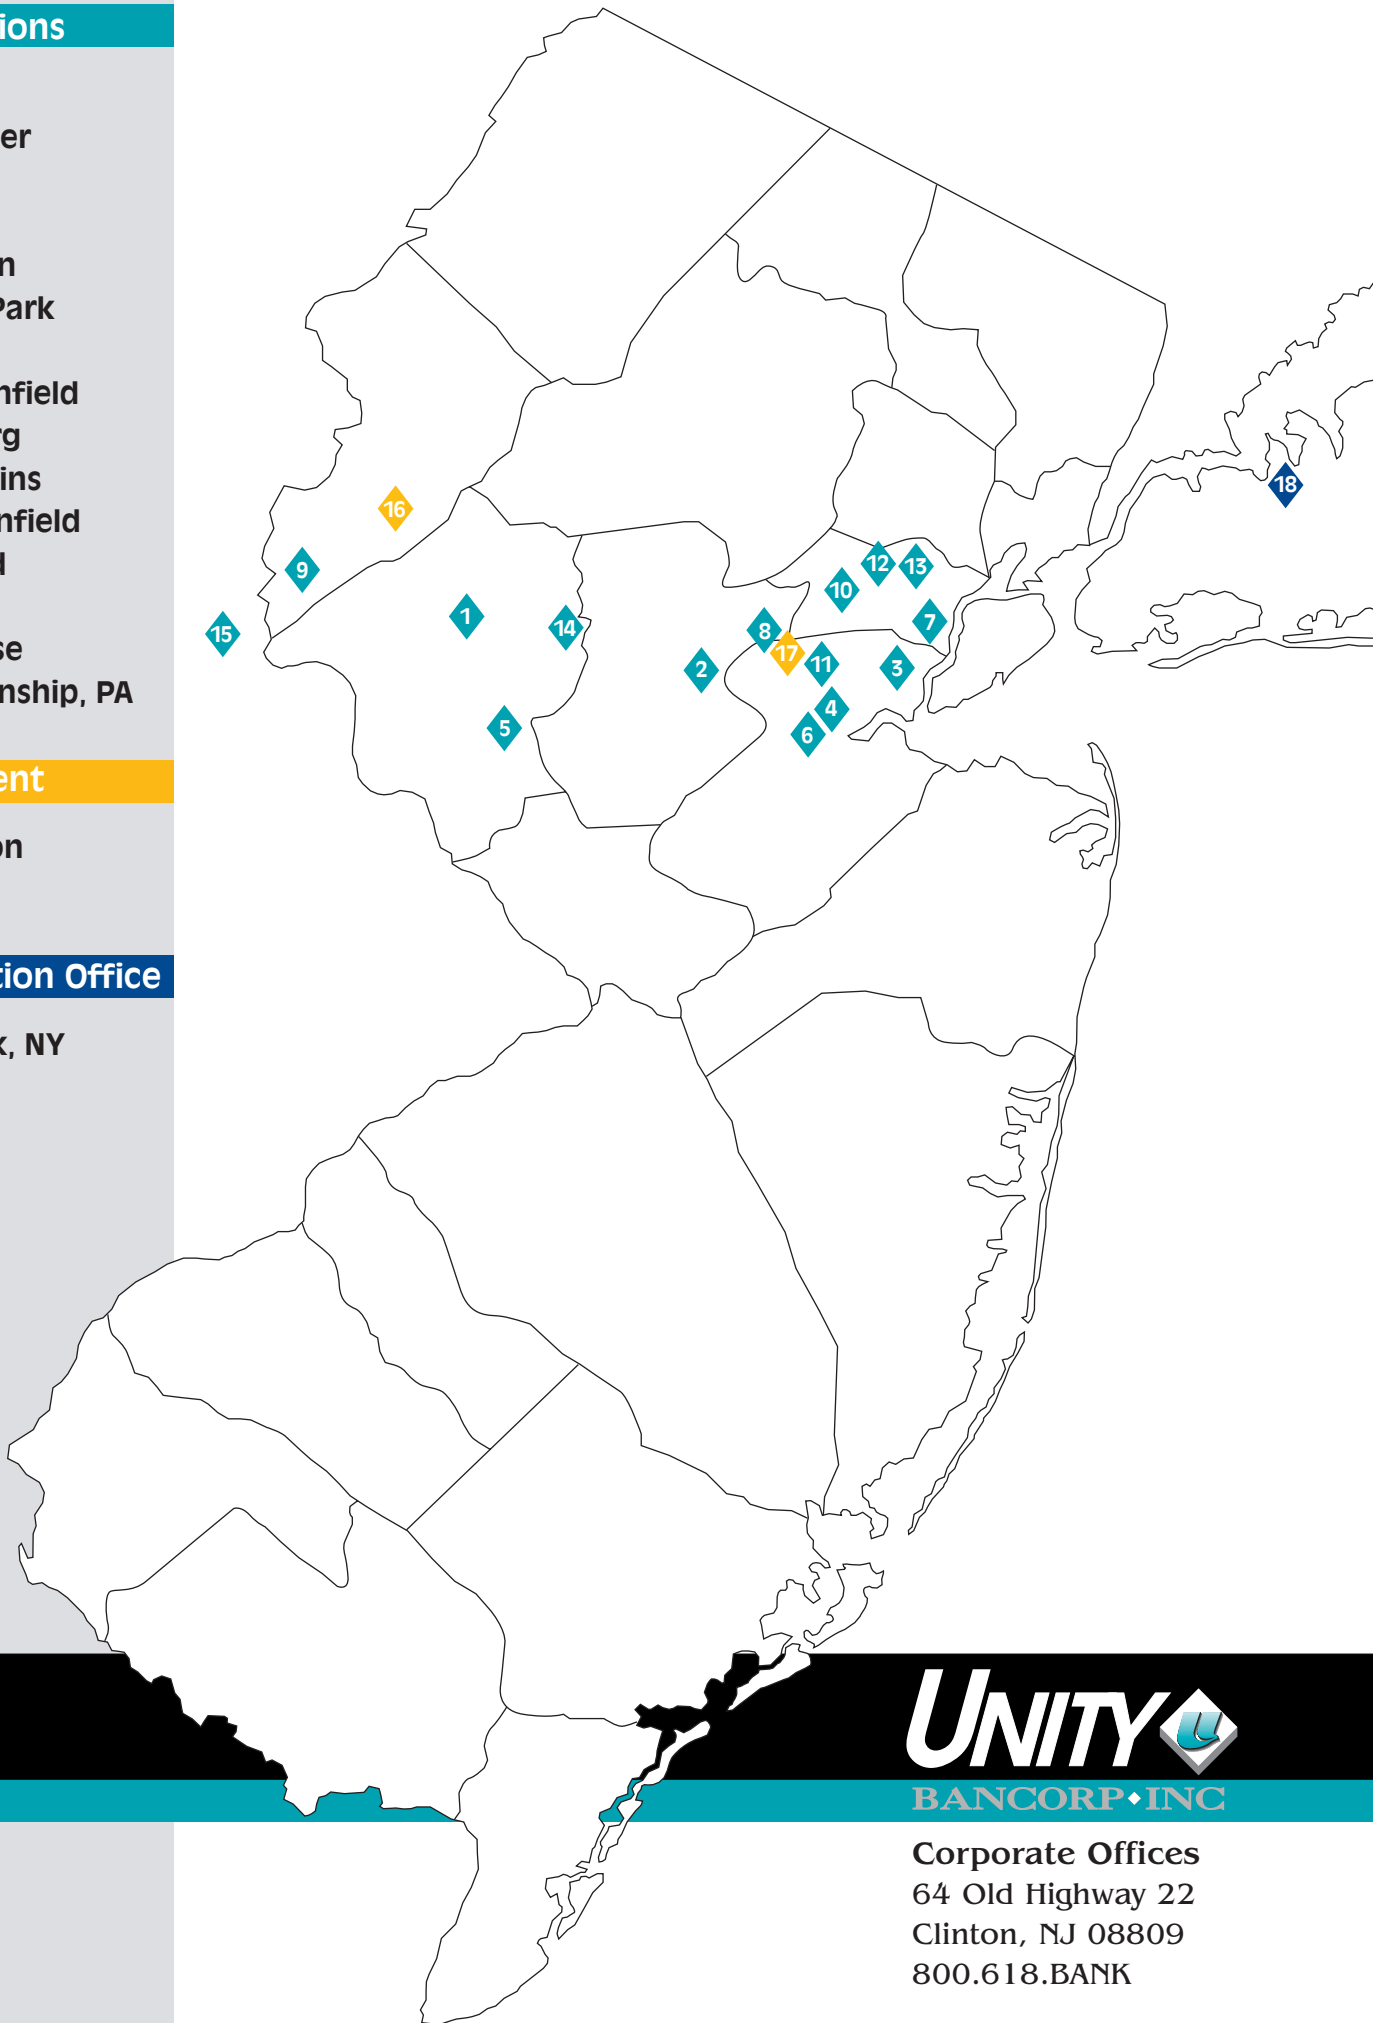 ions
er
n
Park
nfield
rg
ins
nfield
d
se
nship, PA
ent
on
tion Office
k, NY
18
16
12
13
9
10
1
7
15
14
8
17
11
2
3
4
5
6
UNITY
BANCORP◆INC
Corporate Offices
64 Old Highway 22
Clinton, NJ 08809
800.618.BANK